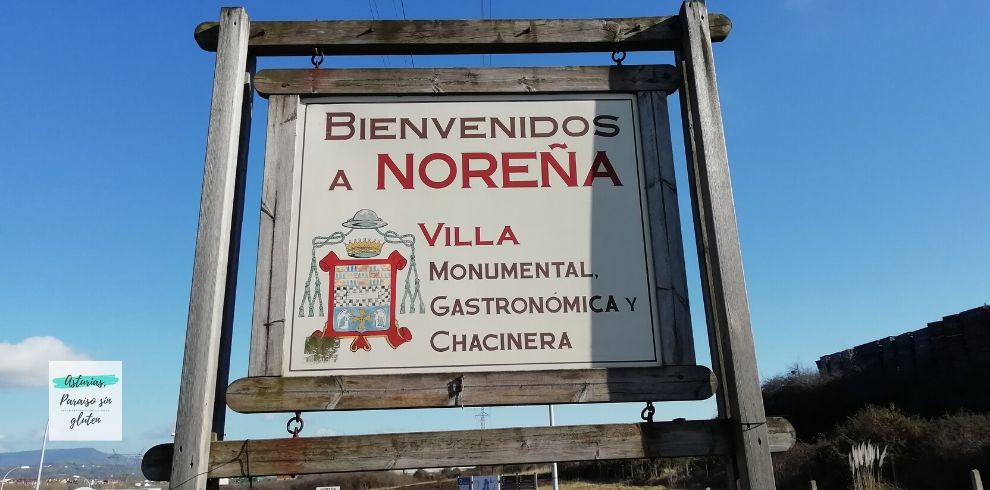 BIENVENIDOS
A NOREÑA
VILLA
MONUMENTAL,
GASTRONÓMICA Y
CHACINERA
Asturias,
Paraíso sin
gluten